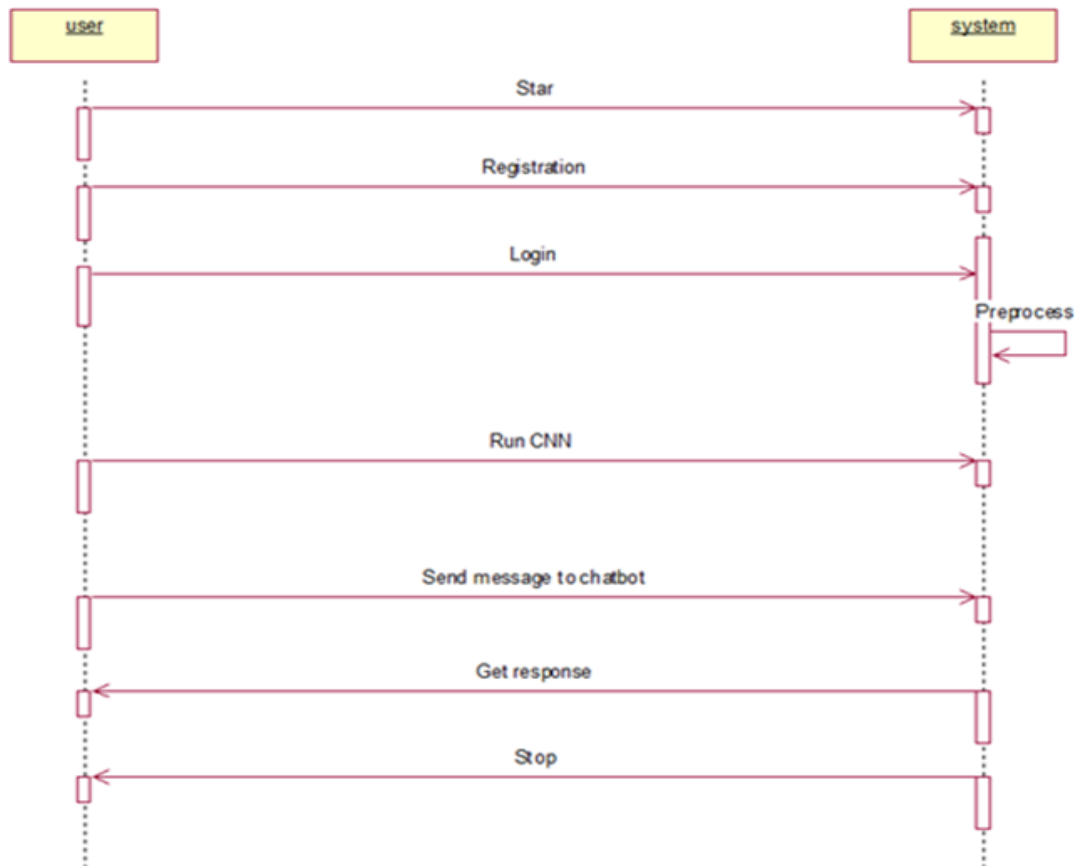 user
system
Star
Registration
Login
Preprocess
Run CNN
Send message to chatbot
Get response
Stop